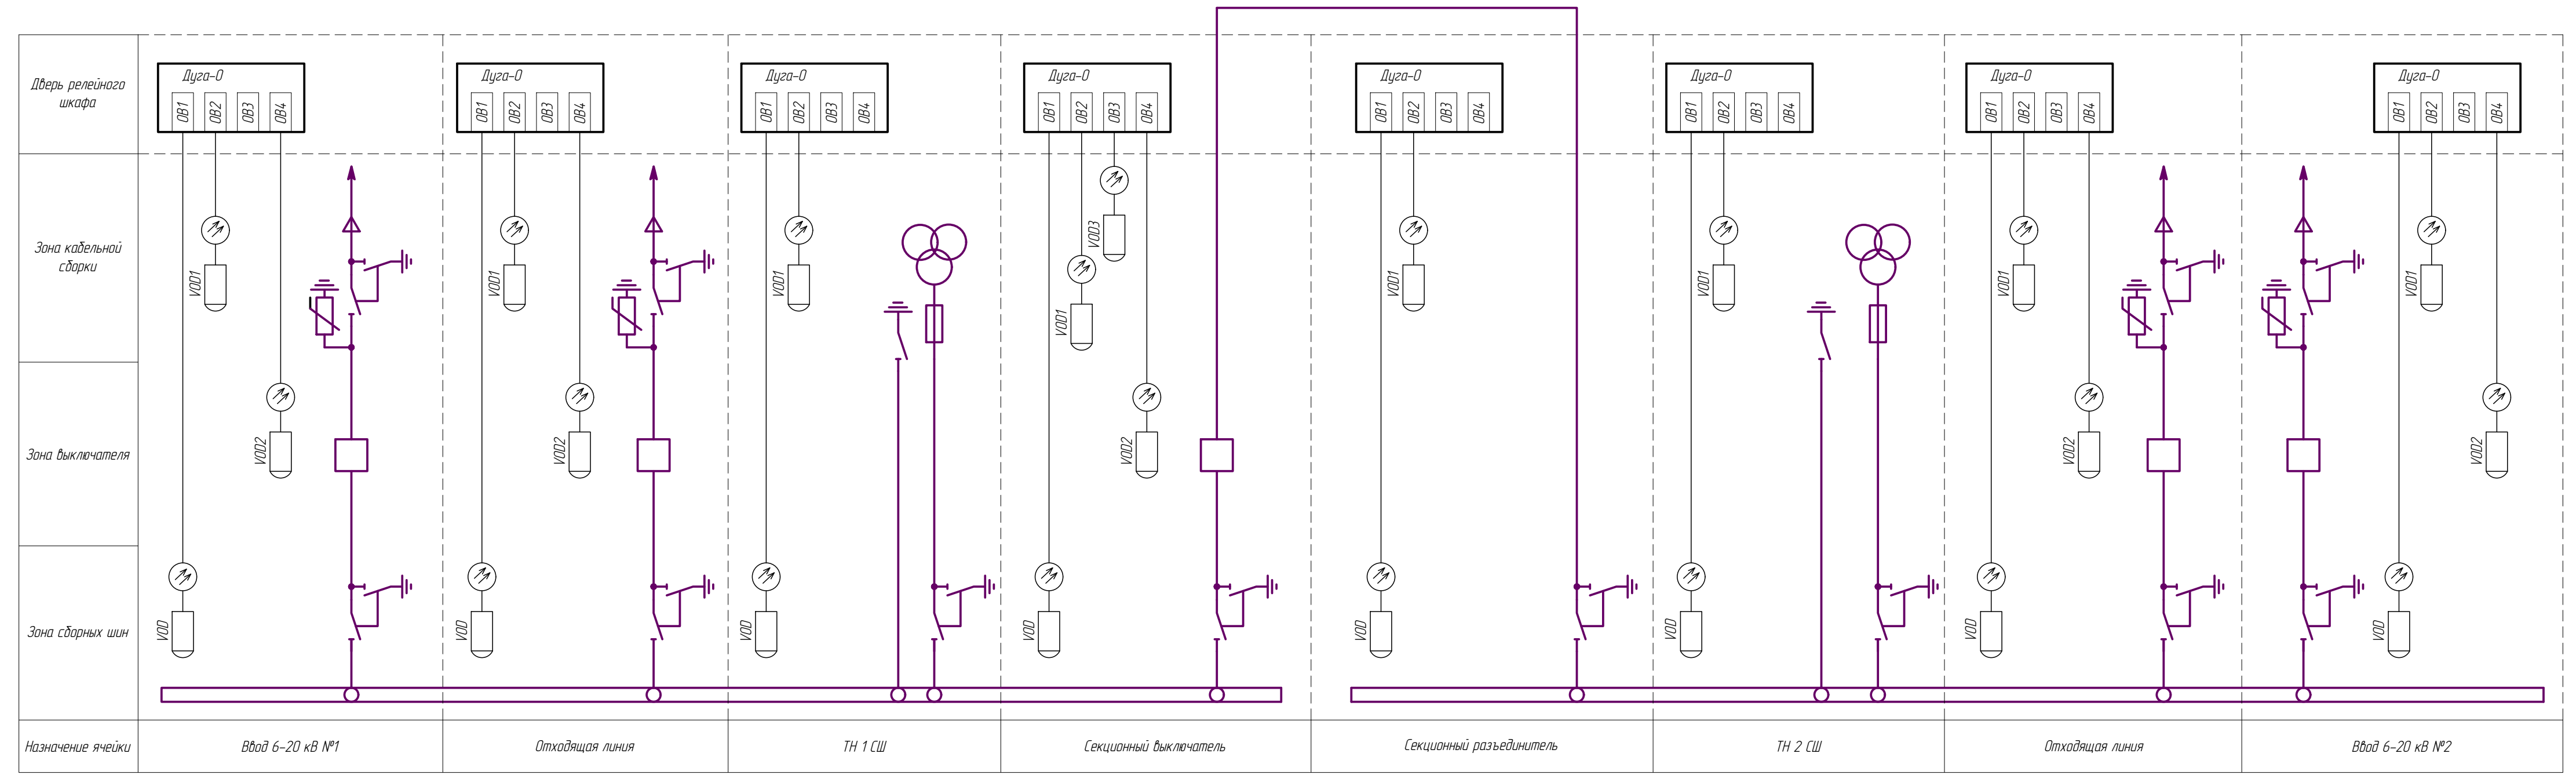 Дверь релейного
шкафа
Дуга-О
ОВ1 ОВ2 ОВ3 ОВ4
Дуга-О
ОВ1 ОВ2 ОВ3 ОВ4
Дуга-О
ОВ1 ОВ2 ОВ3 ОВ4
Дуга-О
ОВ1 ОВ2 ОВ3 ОВ4
Дуга-О
ОВ1 ОВ2 ОВ3 ОВ4
Дуга-О
ОВ1 ОВ2 ОВ3 ОВ4
Дуга-О
ОВ1 ОВ2 ОВ3 ОВ4
Дуга-О
ОВ1 ОВ2 ОВ3 ОВ4
Зона кабельной
сборки
VOD1
VOD1
VOD1
VOD1
VOD3
VOD1
VOD1
VOD1
VOD1
Зона выключателя
VOD2
VOD2
VOD2
VOD2
VOD2
Зона сборных шин
VOD
VOD
VOD
VOD
VOD
VOD
VOD
VOD
Назначение ячейки
Ввод 6-20 кВ №1
Отходящая линия
ТН 1 СШ
Секционный выключатель
Секционный разъединитель
ТН 2 СШ
Отходящая линия
Ввод 6-20 кВ №2